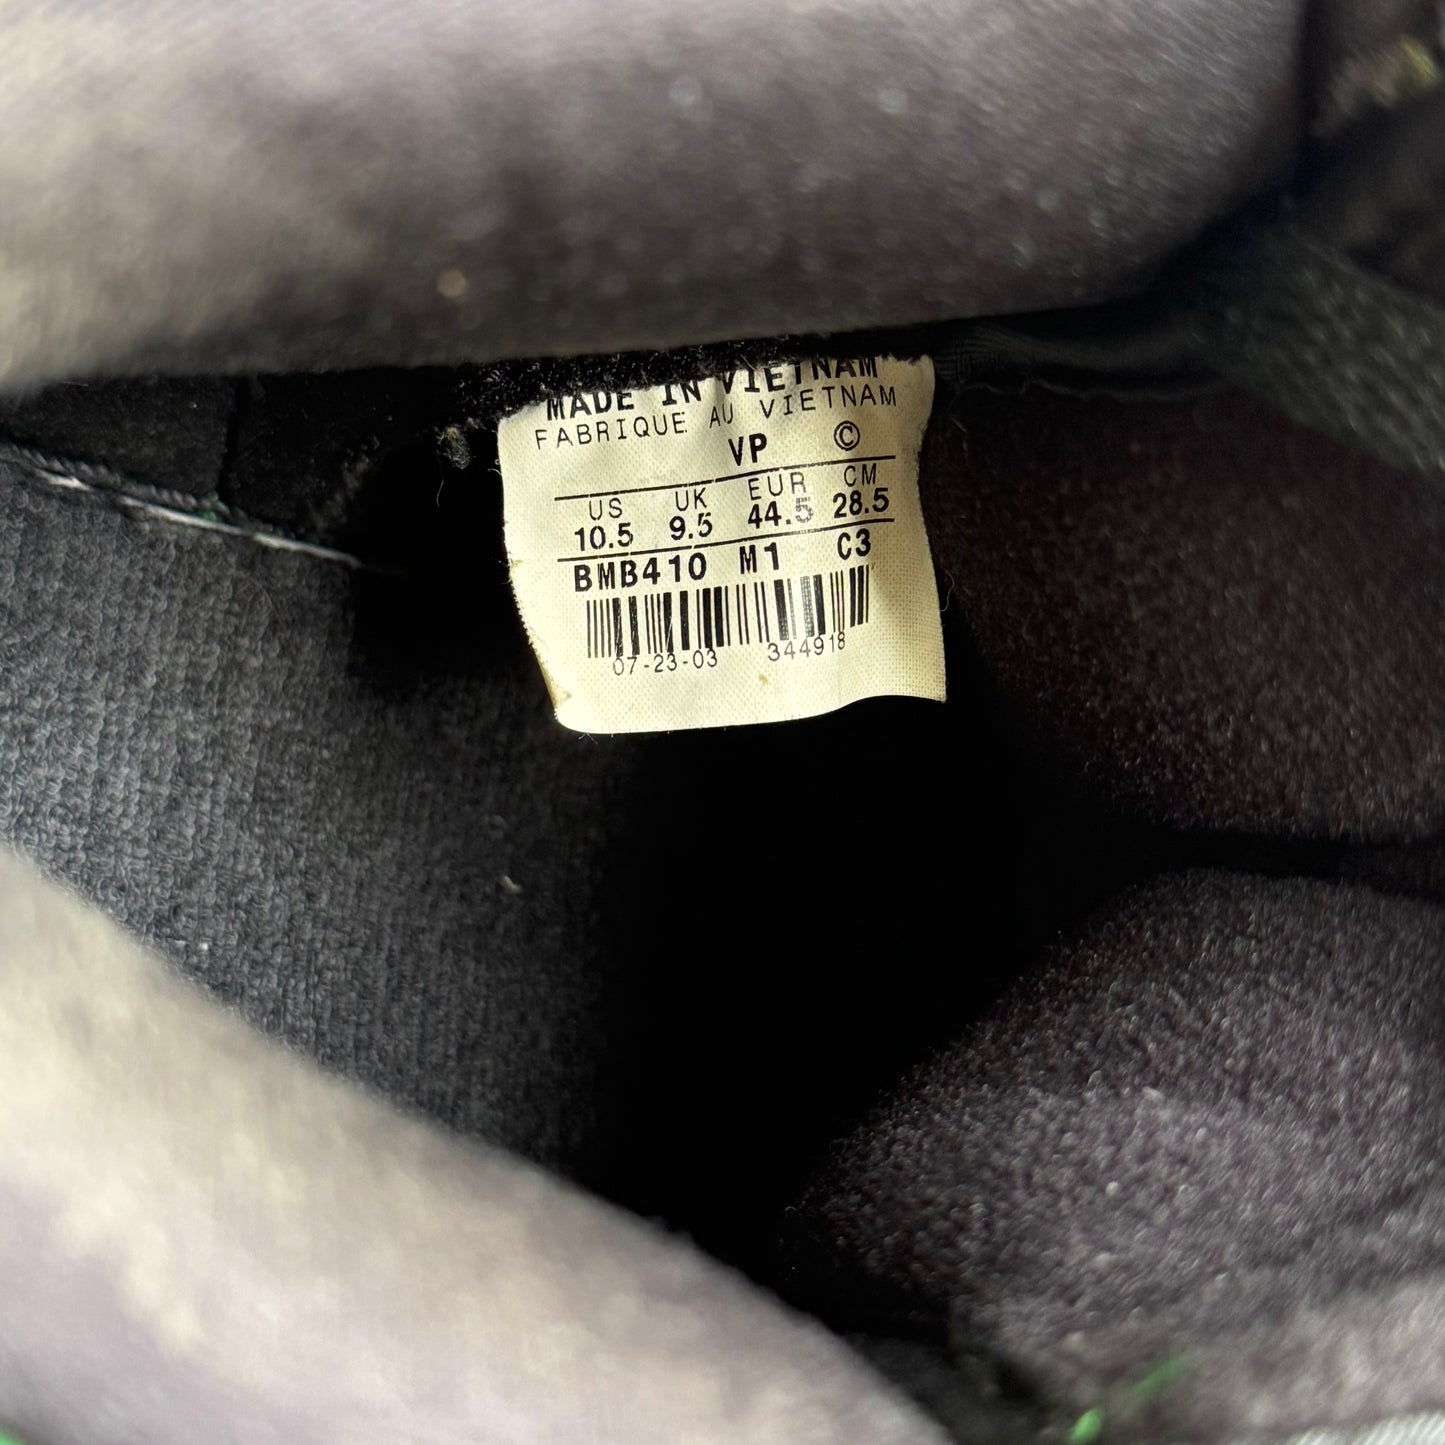 MADE IN VIETNAM
FABRIQUE AU VIETNAM
VP ©
US UK EUR CM
10.5 9.5 44.5 28.5
BMB410 M1 C3
07-23-03 344918